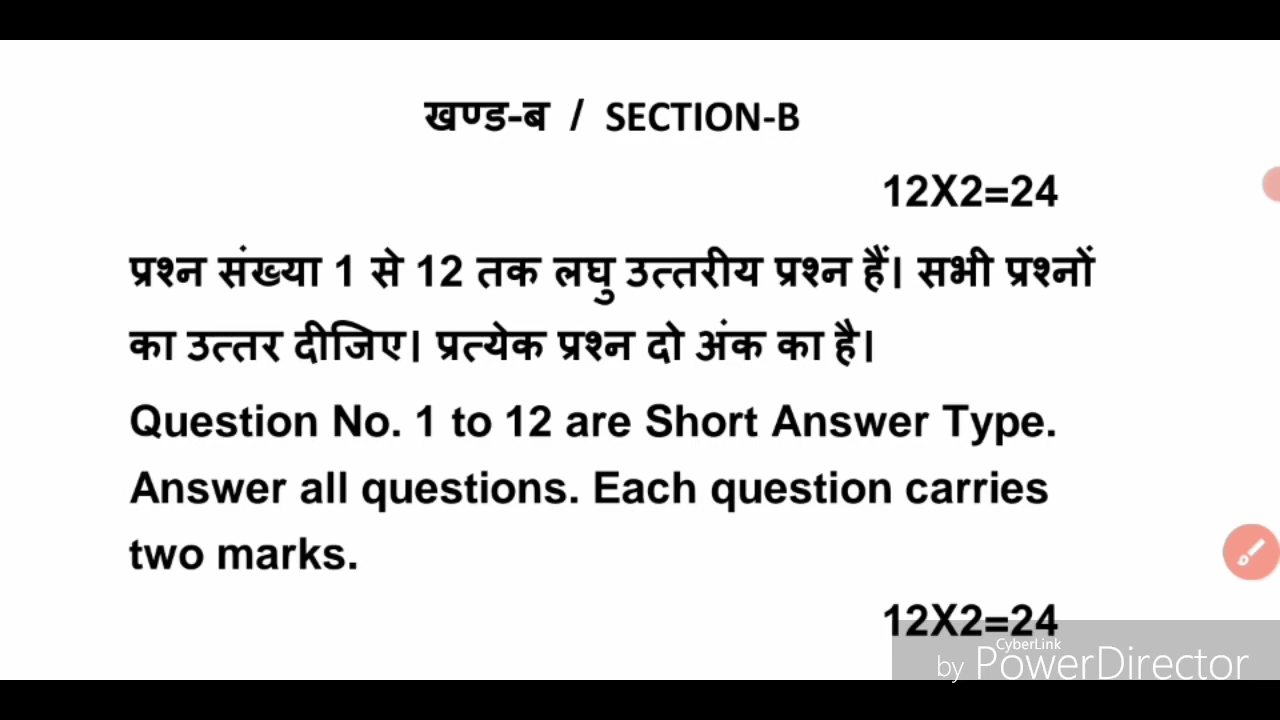 खण्ड-ब / SECTION-B
12X2=24
प्रश्न संख्या 1 से 12 तक लघु उत्तरीय प्रश्न हैं। सभी प्रश्नों
का उत्तर दीजिए। प्रत्येक प्रश्न दो अंक का है।
Question No. 1 to 12 are Short Answer Type.
Answer all questions. Each question carries
two marks.
12X2=24
CyberLink
by PowerDirector